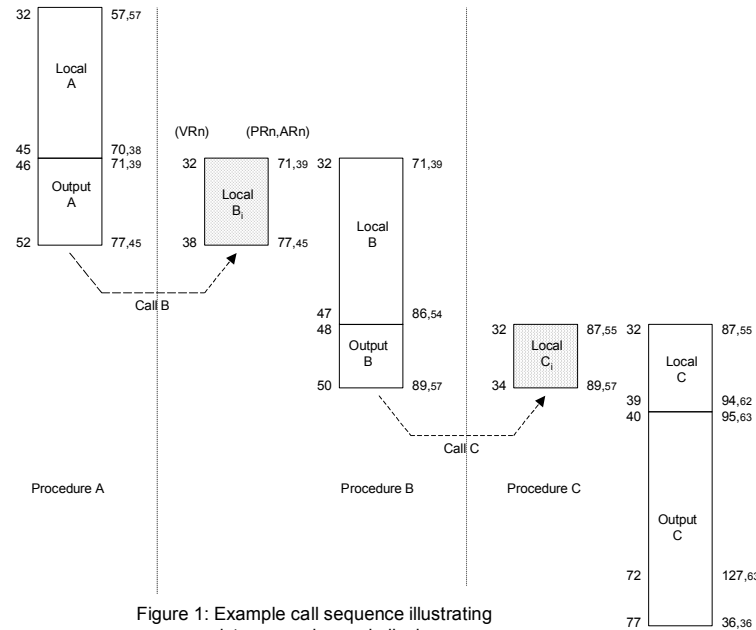 32 57,57
Local
A
45 70,38
46 71,39
Output
A
52 77,45
Call B
(VRn) (PRn,ARn)
32 71,39
Local
Bi
38 77,45
32 71,39
Local
B
47 86,54
48
Output
B
50 89,57
Call C
32 87,55
Local
Ci
34 89,57
32 87,55
Local
C
39 94,62
40 95,63
Output
C
72 127,63
77 36,36
Procedure A
Procedure B
Procedure C
Figure 1: Example call sequence illustrating